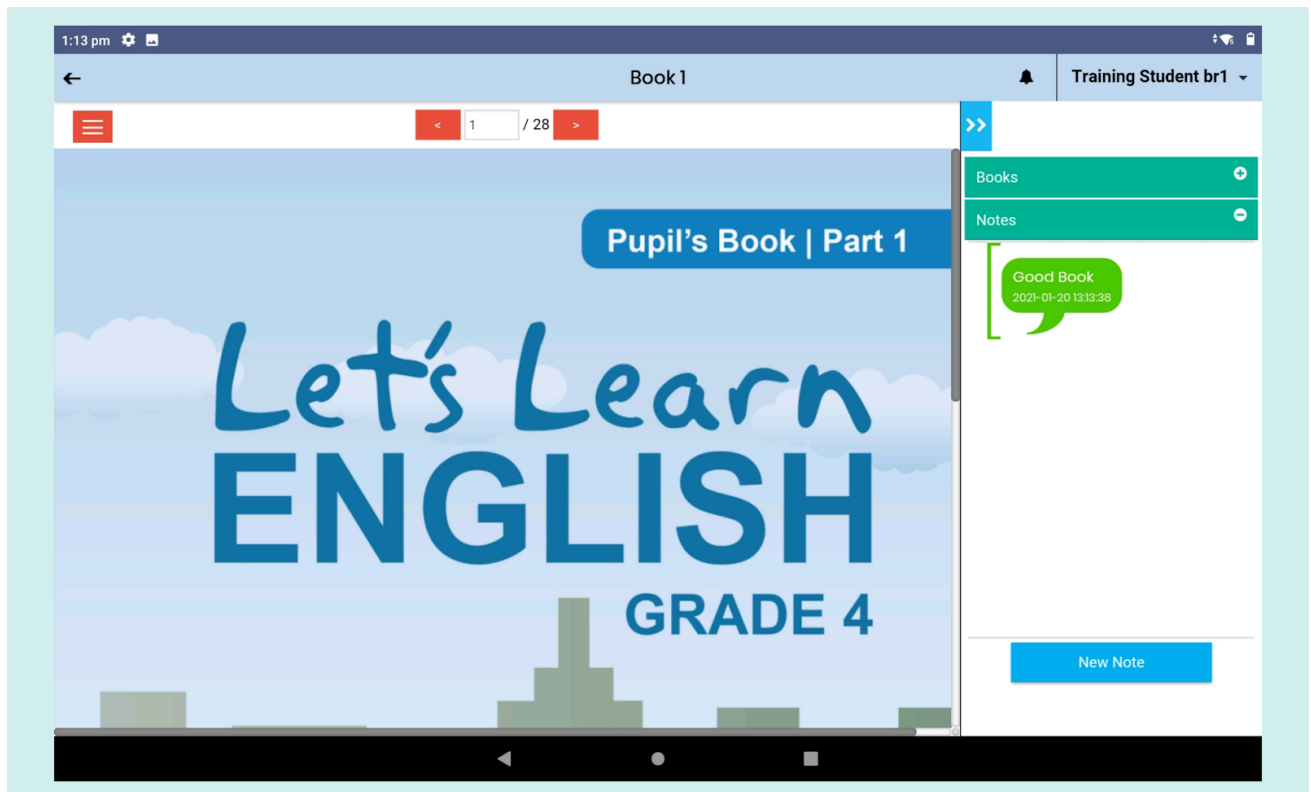 1:13 pm
Book 1
Training Student br1
< 1 / 28 >
>>
Books
Notes
Pupil's Book | Part 1
Good Book
2021-01-20 13:13:38
Let's Learn
ENGLISH
GRADE 4
New Note